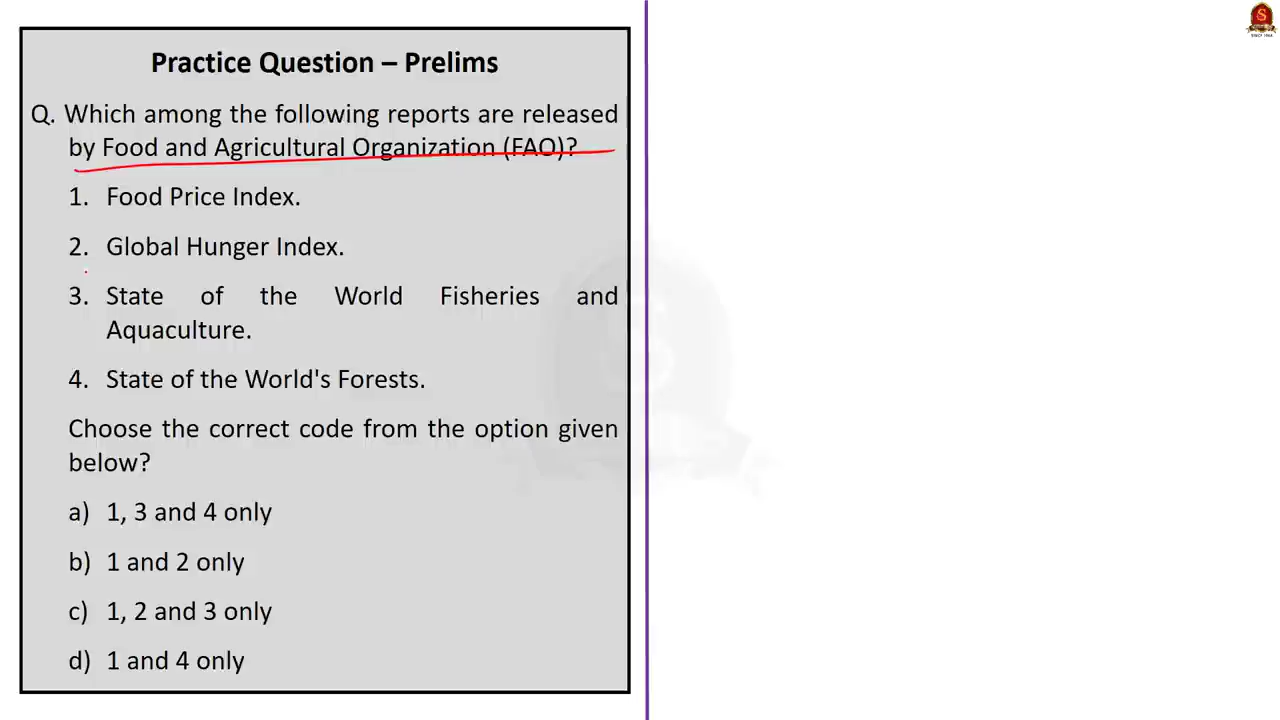 Practice Question – Prelims
Q. Which among the following reports are released
by Food and Agricultural Organization (FAO)?
1. Food Price Index.
2. Global Hunger Index.
3. State of the World Fisheries and
Aquaculture.
4. State of the World's Forests.
Choose the correct code from the option given
below?
a) 1, 3 and 4 only
b) 1 and 2 only
c) 1, 2 and 3 only
d) 1 and 4 only